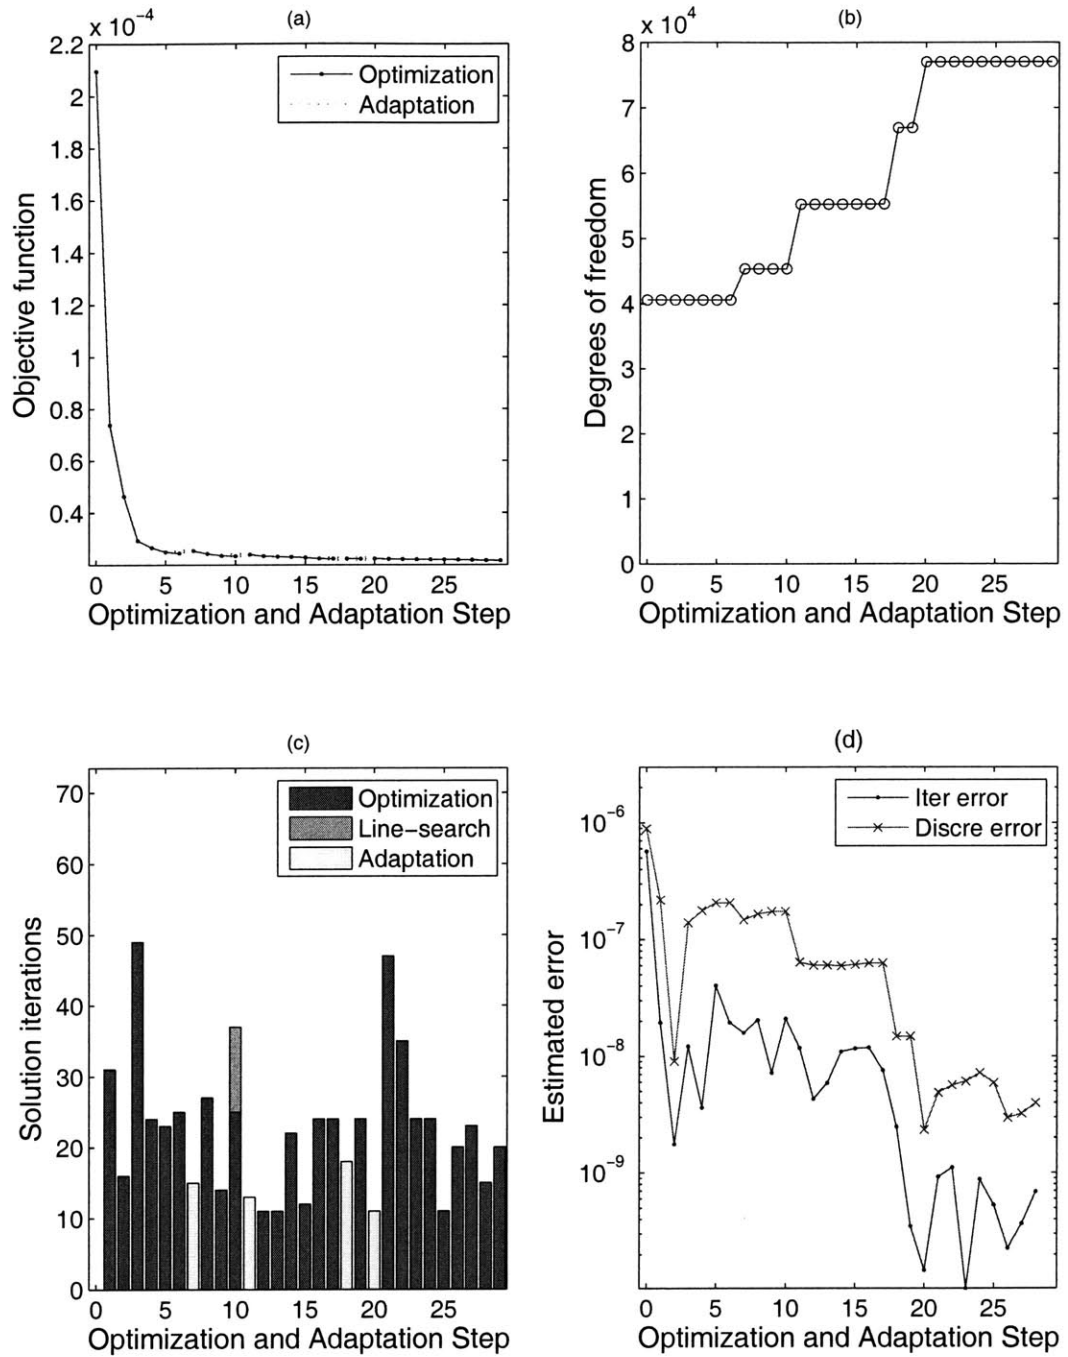 (a)
x 10−4
2.2
2
1.8
1.6
1.4
1.2
1
0.8
0.6
0.4
Objective function
Optimization
Adaptation
0 5 10 15 20 25
Optimization and Adaptation Step
(b)
x 10^4
8
7
6
5
4
3
2
1
0
Degrees of freedom
0 5 10 15 20 25
Optimization and Adaptation Step
(c)
70
60
50
40
30
20
10
0
Solution iterations
Optimization
Line−search
Adaptation
0 5 10 15 20 25
Optimization and Adaptation Step
(d)
10−6
10−7
10−8
10−9
Estimated error
Iter error
Discre error
0 5 10 15 20 25
Optimization and Adaptation Step